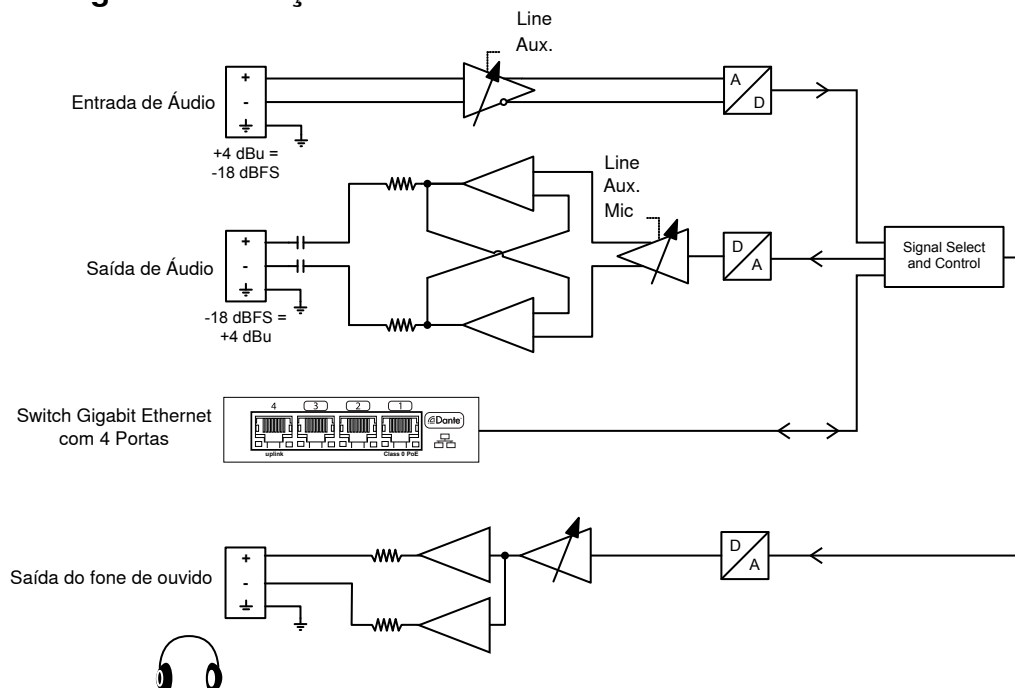 Line
Aux.
Entrada de Áudio
+
-
A
D
+4 dBu =
-18 dBFS
Line
Aux.
Mic
Saída de Áudio
+
-
D
A
Signal Select
and Control
-18 dBFS =
+4 dBu
Switch Gigabit Ethernet
com 4 Portas
4 3 2 1
Dante
uplink
Class 0 PoE
Saída do fone de ouvido
+
-
D
A